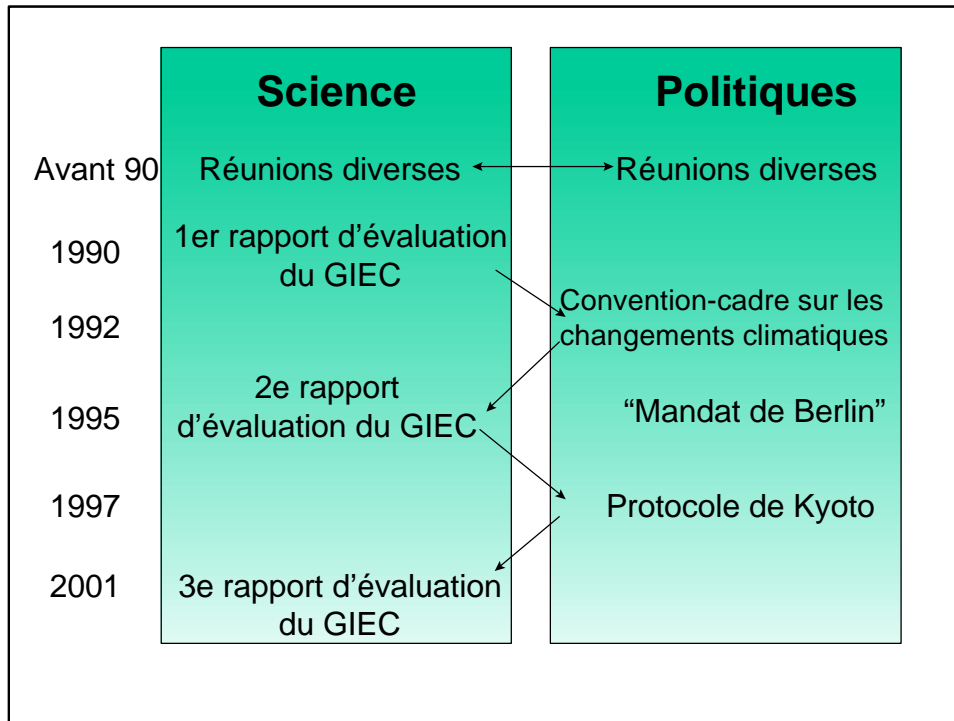 Science
Politiques
Avant 90
Réunions diverses
Réunions diverses
1990
1er rapport d’évaluation
du GIEC
1992
Convention-cadre sur les
changements climatiques
1995
2e rapport
d’évaluation du GIEC
“Mandat de Berlin”
1997
Protocole de Kyoto
2001
3e rapport d’évaluation
du GIEC